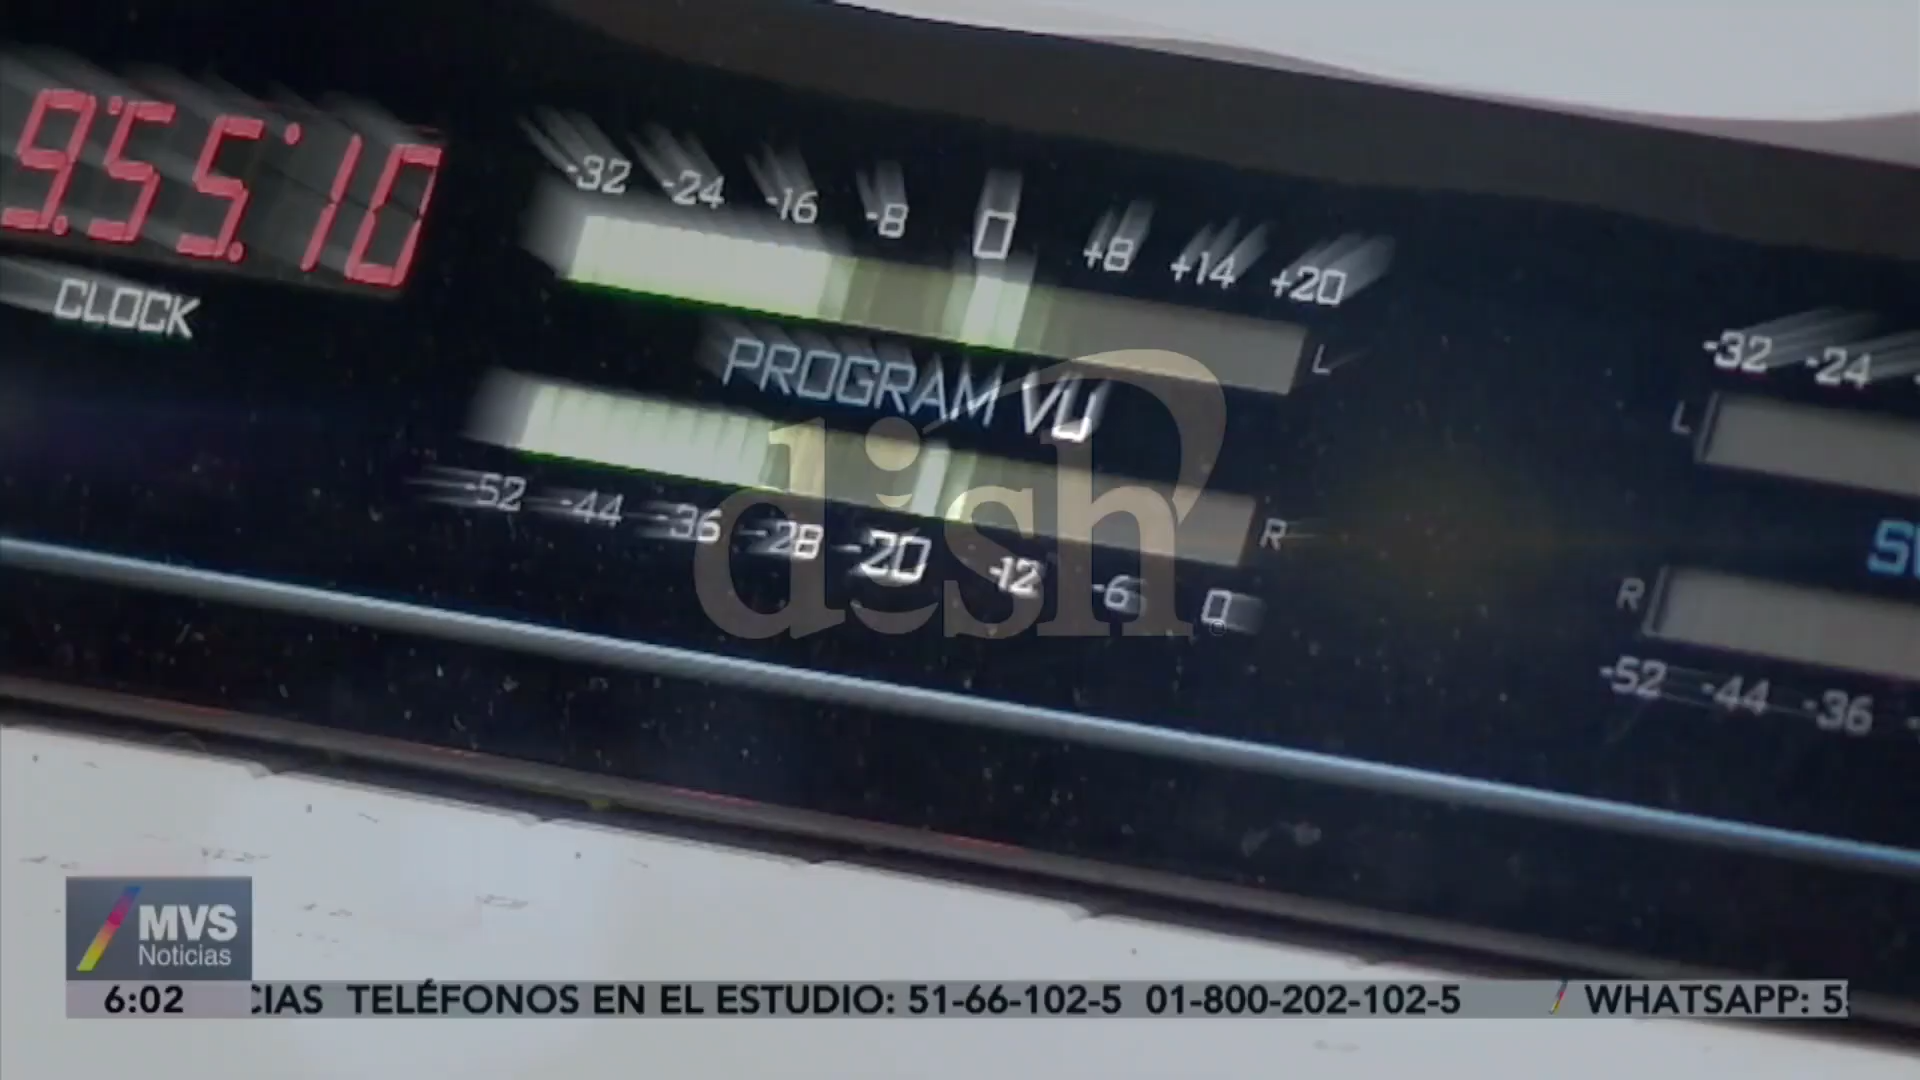 9:55:10
CLOCK
-32 -24 -16 -8 0 +8 +14 +20
L
PROGRAM VU
R
-52 -44 -36 -28 -20 -12 -6 0
-32 -24
L
R
-52 -44 -36
dish
MVS
Noticias
6:02
CIAS TELÉFONOS EN EL ESTUDIO: 51-66-102-5 01-800-202-102-5 WHATSAPP: 5